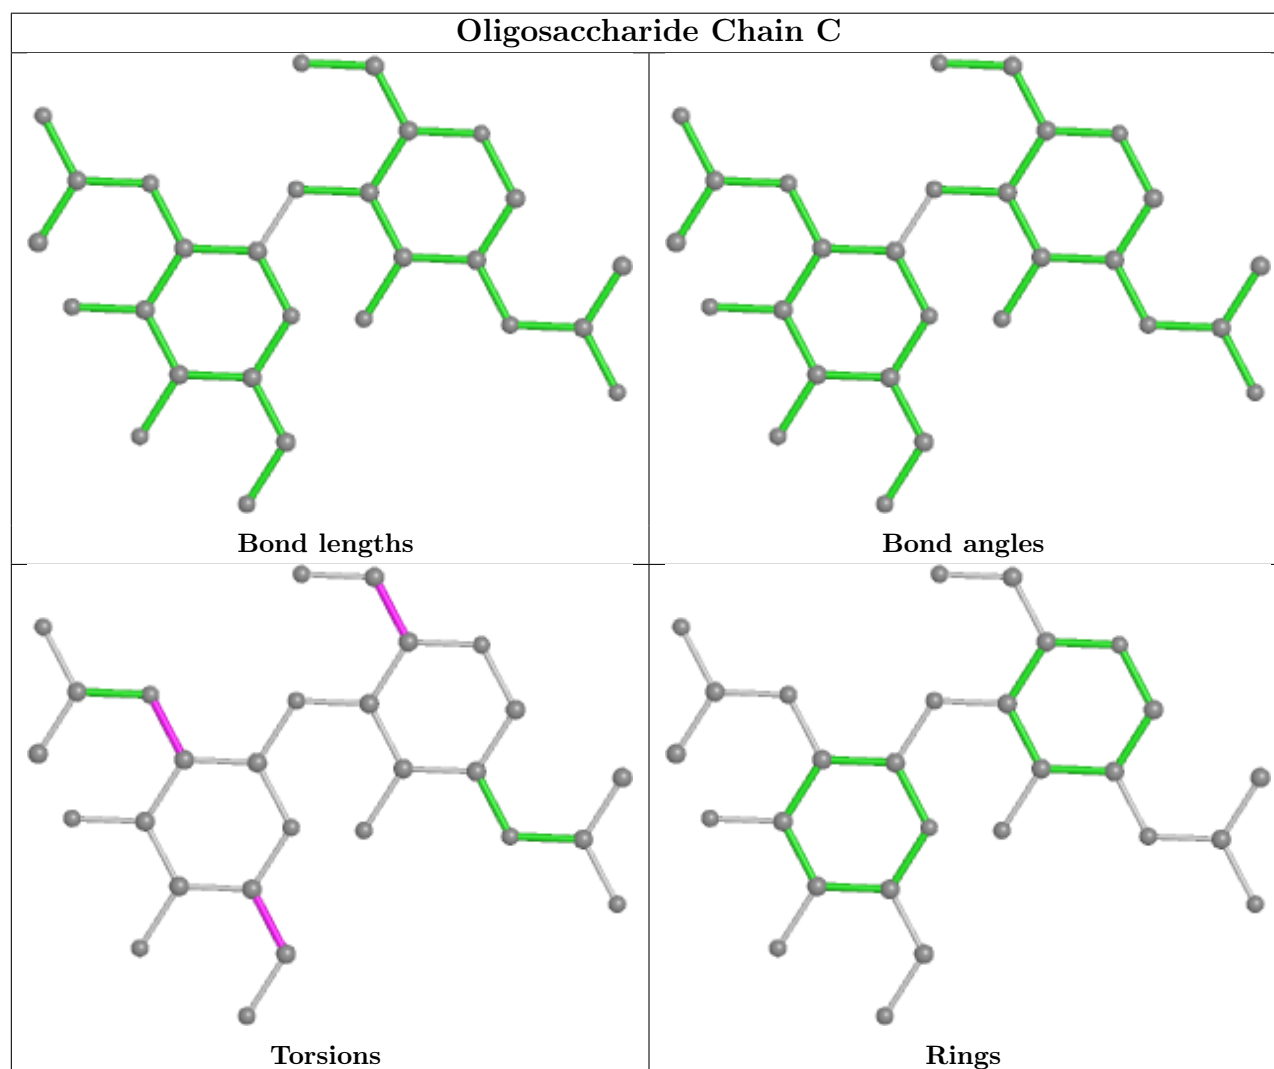 Oligosaccharide Chain C
Bond lengths
Bond angles
Torsions
Rings